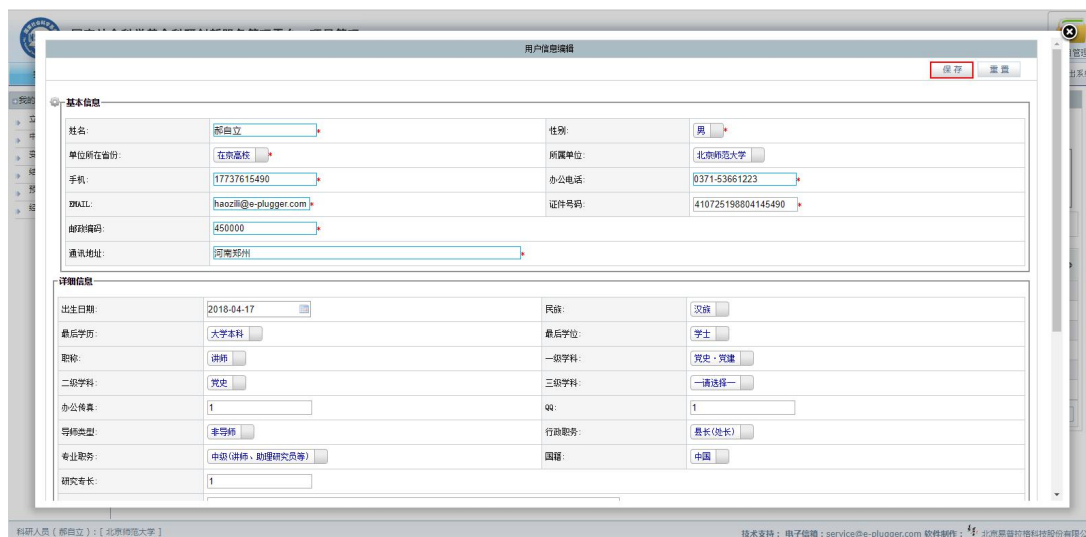 用户信息编辑
保存 重置
基本信息
姓名: 郝自立 * 性别: 男 *
单位所在省份: 在京高校 * 所属单位: 北京师范大学
手机: 17737615490 * 办公电话: 0371-53661223 *
EMAIL: haozili@e-plugger.com * 证件号码: 410725198804145490 *
邮政编码: 450000 *
通讯地址: 河南郑州 *
详细信息
出生日期: 2018-04-17 民族: 汉族
最后学历: 大学本科 最后学位: 学士
职称: 讲师 一级学科: 党史·党建
二级学科: 党史 三级学科: —请选择—
办公传真: 1 QQ: 1
导师类型: 非导师 行政职务: 县长(处长)
专业职务: 中级(讲师、助理研究员等) 国籍: 中国
研究专长: 1
科研人员(郝自立):[北京师范大学] 技术支持: 电子信箱:service@e-plugger.com 软件制作: 北京易普拉格科技股份有限公